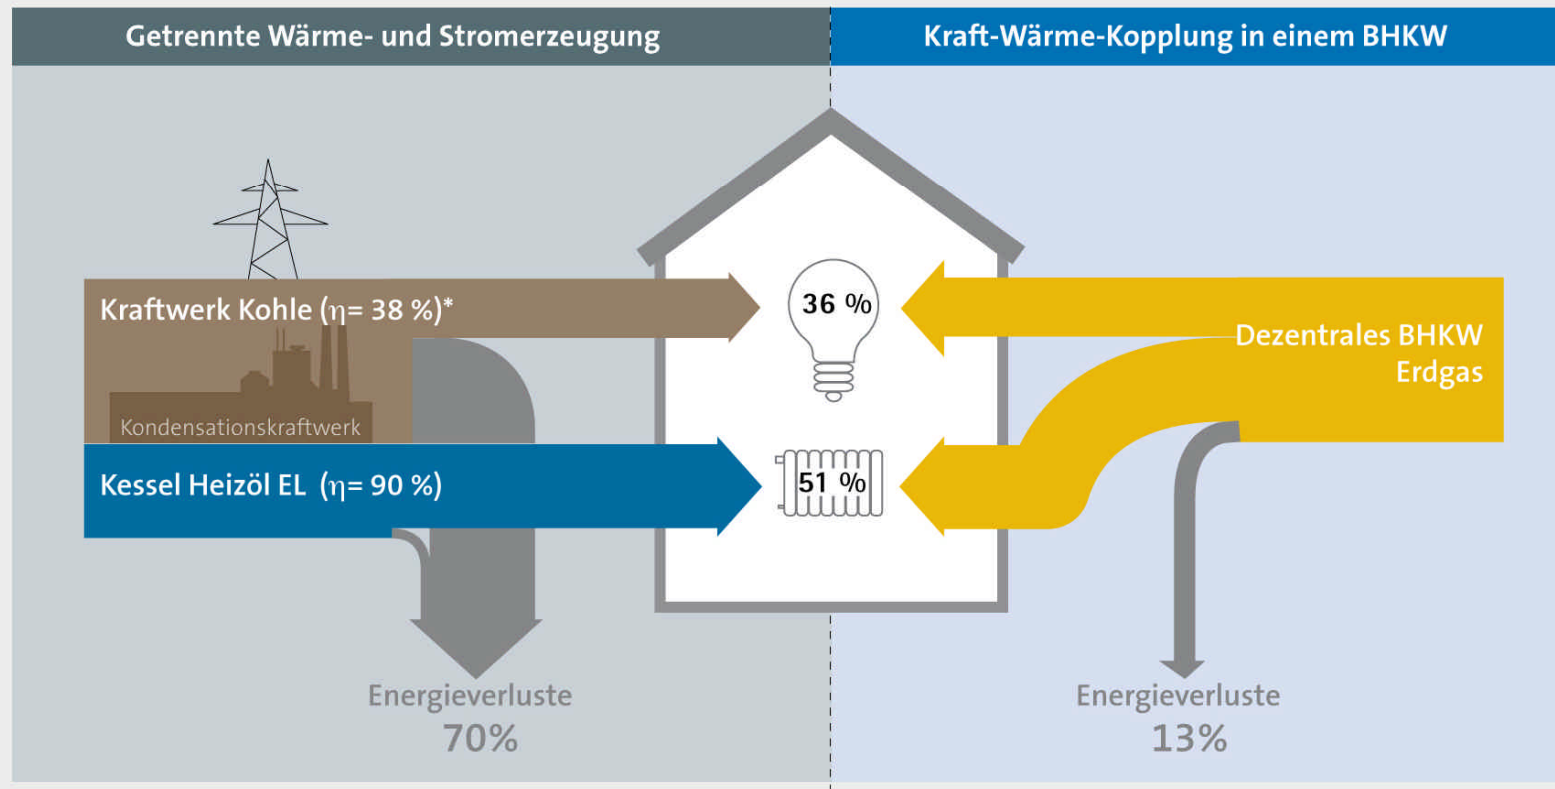 Getrennte Wärme- und Stromerzeugung
Kraft-Wärme-Kopplung in einem BHKW
Kraftwerk Kohle (η= 38 %)*
Kondensationskraftwerk
Kessel Heizöl EL (η= 90 %)
36 %
51 %
Dezentrales BHKW
Erdgas
Energieverluste
70%
Energieverluste
13%